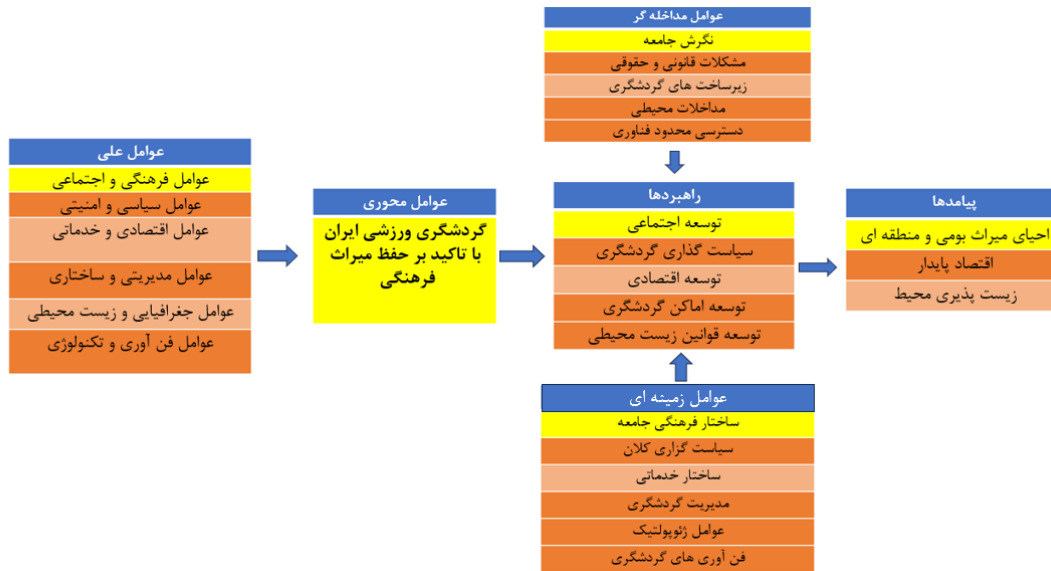 عوامل مداخله گر
نگرش جامعه
مشکلات قانونی و حقوقی
زیرساخت های گردشگری
مداخلات محیطی
دسترسی محدود فناوری
عوامل علی
عوامل فرهنگی و اجتماعی
عوامل سیاسی و امنیتی
عوامل اقتصادی و خدماتی
عوامل مدیریتی و ساختاری
عوامل جغرافیایی و زیست محیطی
عوامل فن آوری و تکنولوژی
عوامل محوری
گردشگری ورزشی ایران
با تاکید بر حفظ میراث
فرهنگی
راهبردها
توسعه اجتماعی
سیاست گذاری گردشگری
توسعه اقتصادی
توسعه اماکن گردشگری
توسعه قوانین زیست محیطی
پیامدها
احیای میراث بومی و منطقه ای
اقتصاد پایدار
زیست پذیری محیط
عوامل زمینه ای
ساختار فرهنگی جامعه
سیاست گزاری کلان
ساختار خدماتی
مدیریت گردشگری
عوامل ژئوپولتیک
فن آوری های گردشگری